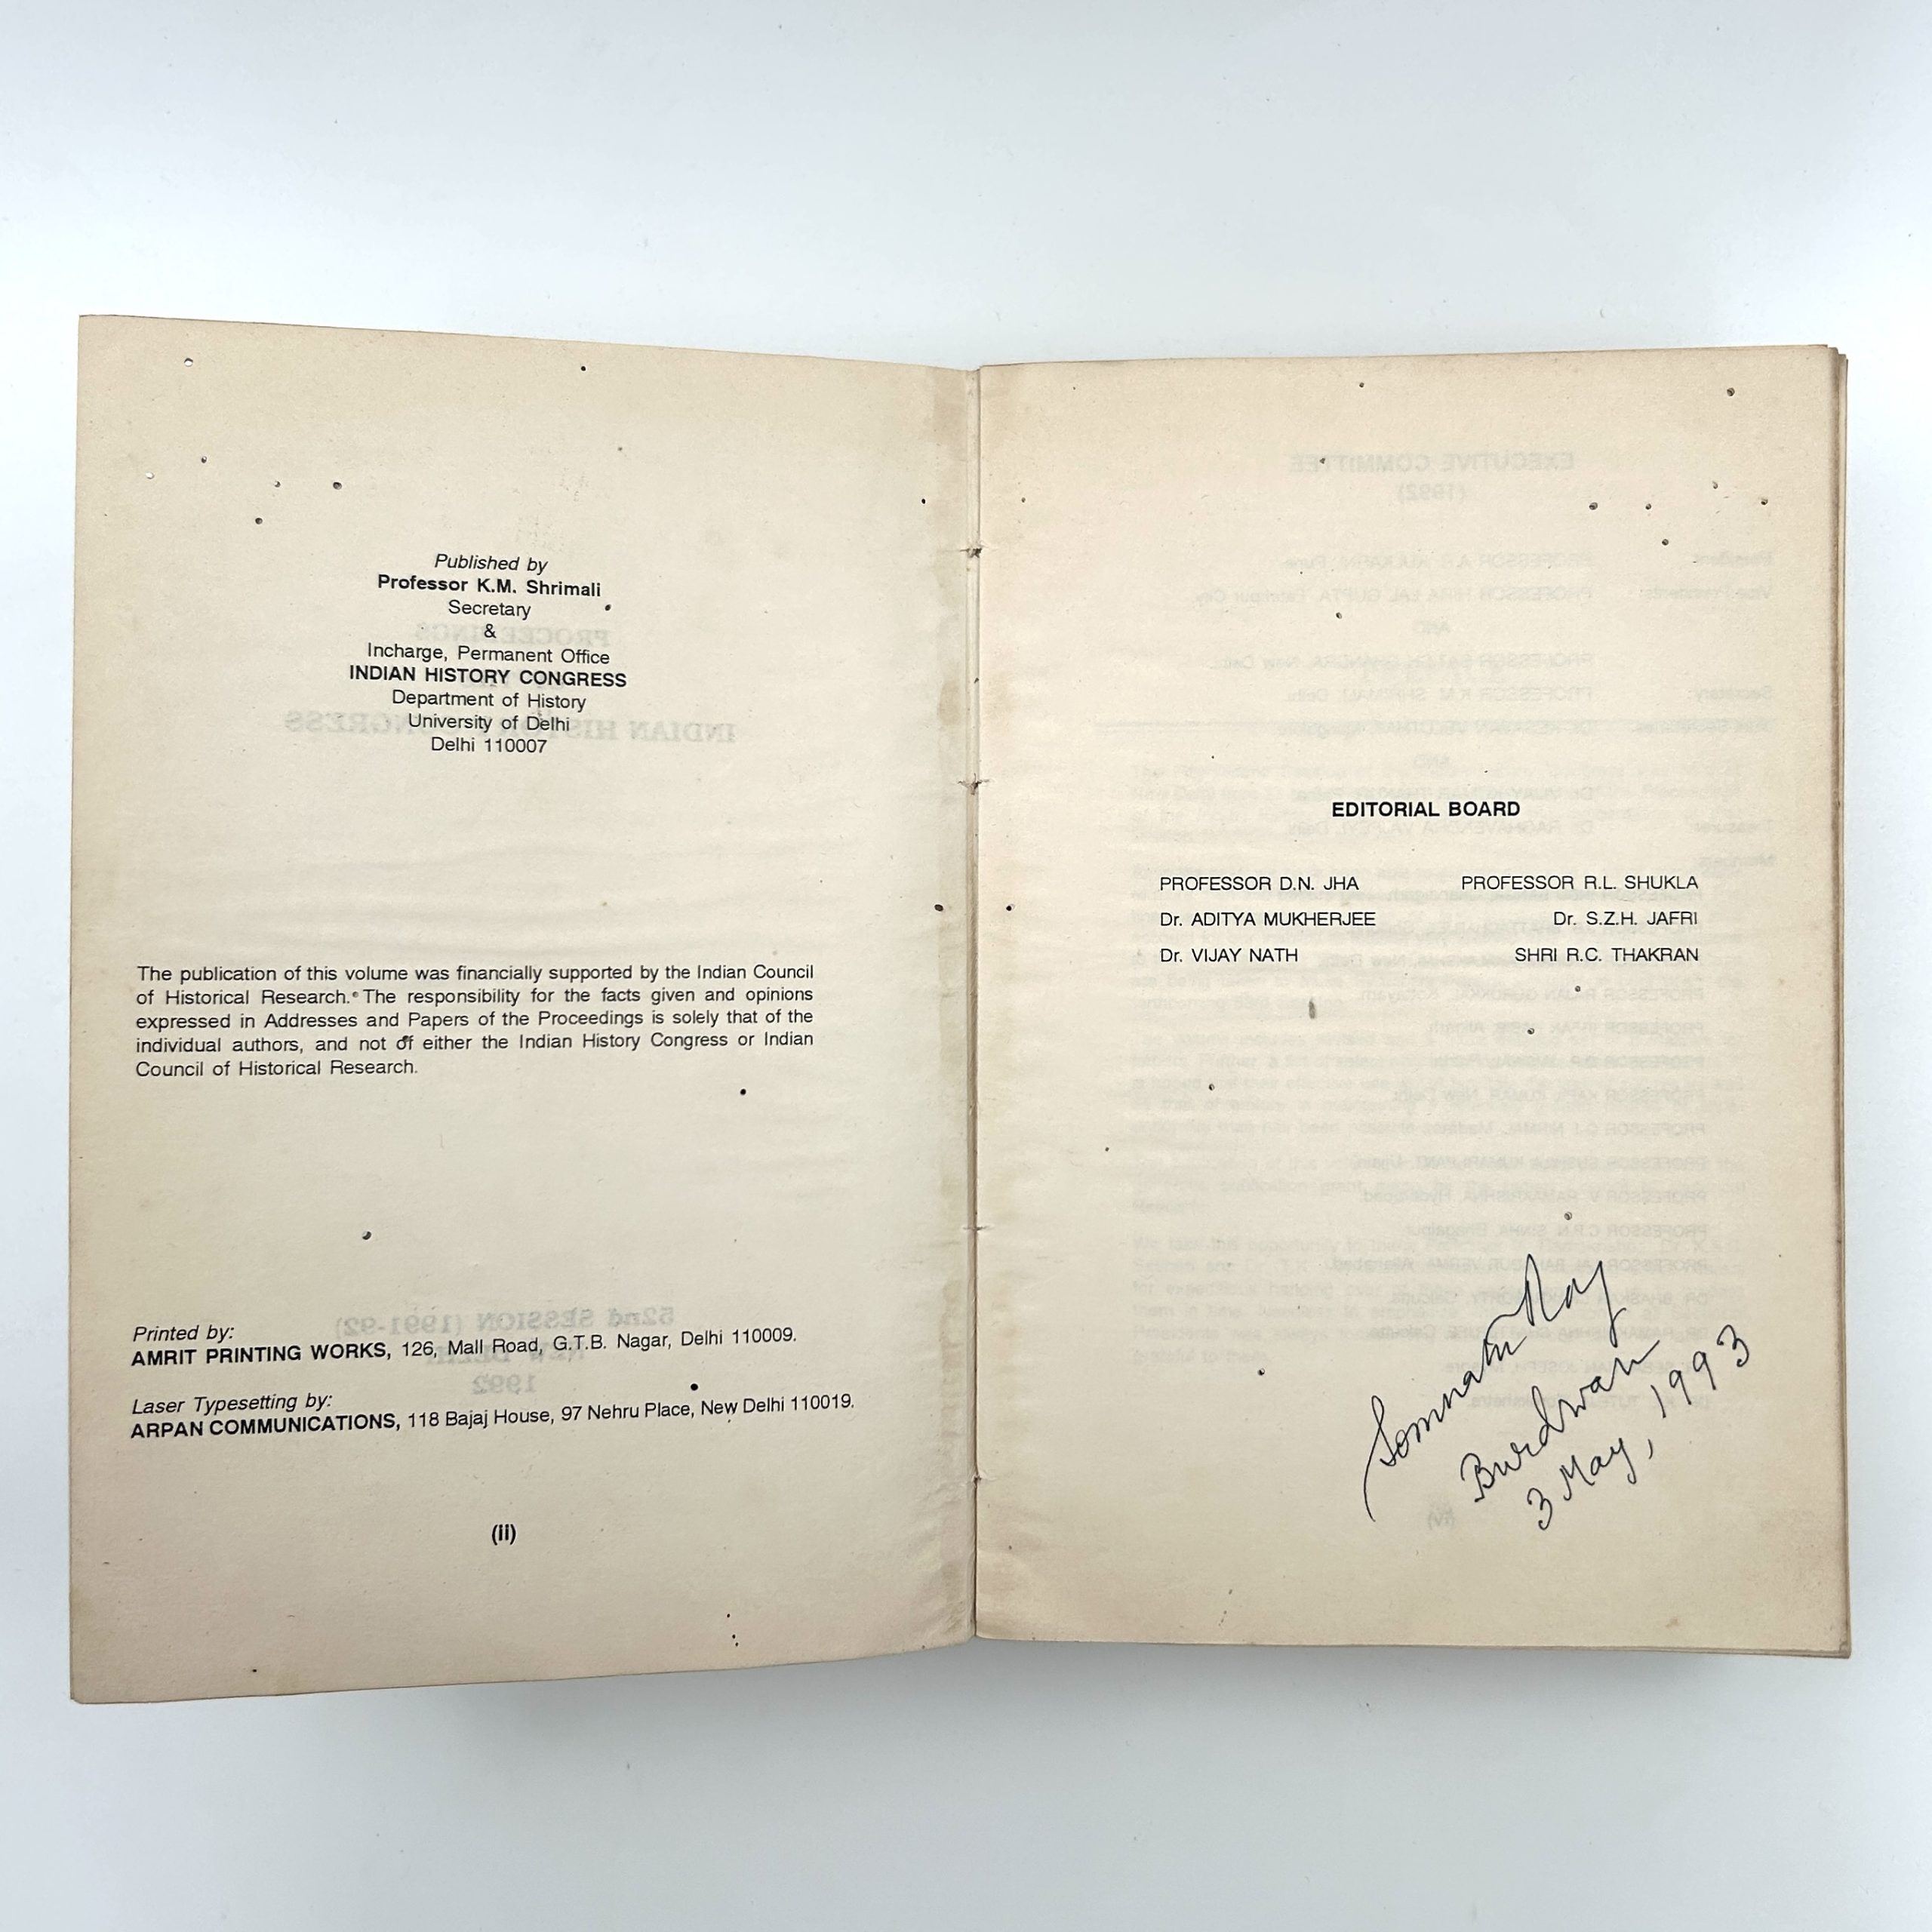 Published by
Professor K.M. Shrimali
Secretary
&
Incharge, Permanent Office
INDIAN HISTORY CONGRESS
Department of History
University of Delhi
Delhi 110007
The publication of this volume was financially supported by the Indian Council
of Historical Research. The responsibility for the facts given and opinions
expressed in Addresses and Papers of the Proceedings is solely that of the
individual authors, and not of either the Indian History Congress or Indian
Council of Historical Research.
Printed by:
AMRIT PRINTING WORKS, 126, Mall Road, G.T.B. Nagar, Delhi 110009.
Laser Typesetting by:
ARPAN COMMUNICATIONS, 118 Bajaj House, 97 Nehru Place, New Delhi 110019.
(ii)
EDITORIAL BOARD
PROFESSOR D.N. JHA PROFESSOR R.L. SHUKLA
Dr. ADITYA MUKHERJEE Dr. S.Z.H. JAFRI
Dr. VIJAY NATH SHRI R.C. THAKRAN
Somnath Roy
Burdwan
3 May, 1993